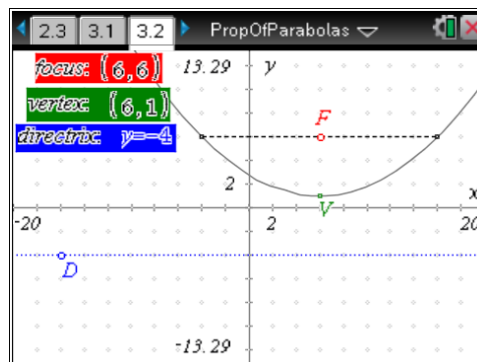 2.3 3.1 3.2 PropOfParabolas
focus: (6,6)
13.29 y
vertex: (6,1)
directrix: y=-4
F
2
V
x
-20 2 20
D
-13.29